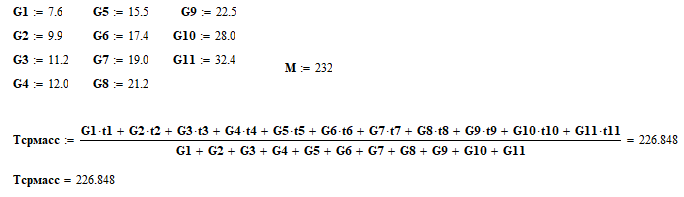 G1 := 7.6 G5 := 15.5 G9 := 22.5
G2 := 9.9 G6 := 17.4 G10 := 28.0
G3 := 11.2 G7 := 19.0 G11 := 32.4
M := 232
G4 := 12.0 G8 := 21.2
G1·t1 + G2·t2 + G3·t3 + G4·t4 + G5·t5 + G6·t6 + G7·t7 + G8·t8 + G9·t9 + G10·t10 + G11·t11
Тсрмасс := = 226.848
G1 + G2 + G3 + G4 + G5 + G6 + G7 + G8 + G9 + G10 + G11
Тсрмасс = 226.848